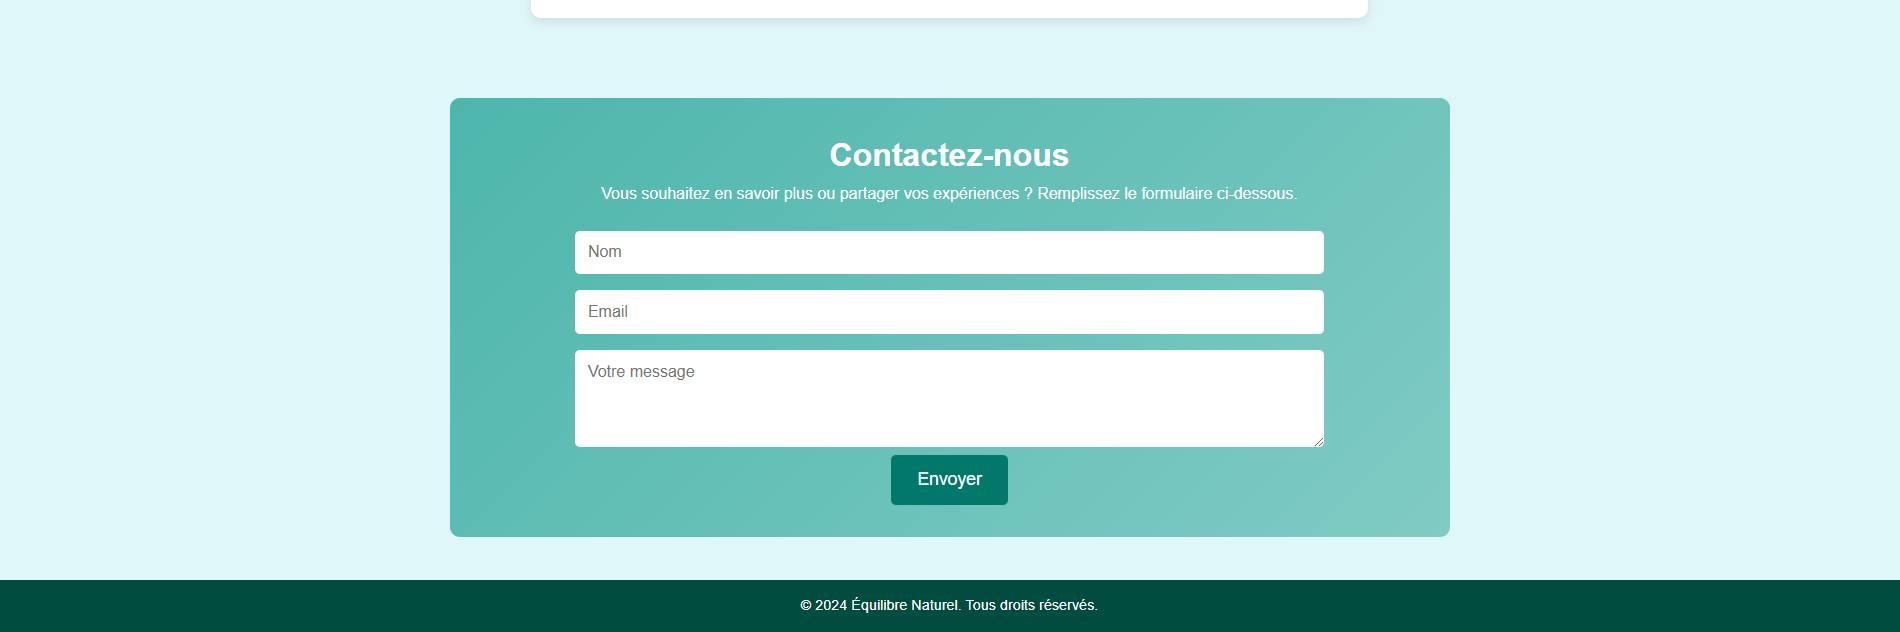 Contactez-nous
Vous souhaitez en savoir plus ou partager vos expériences ? Remplissez le formulaire ci-dessous.
Nom
Email
Votre message
Envoyer
© 2024 Équilibre Naturel. Tous droits réservés.